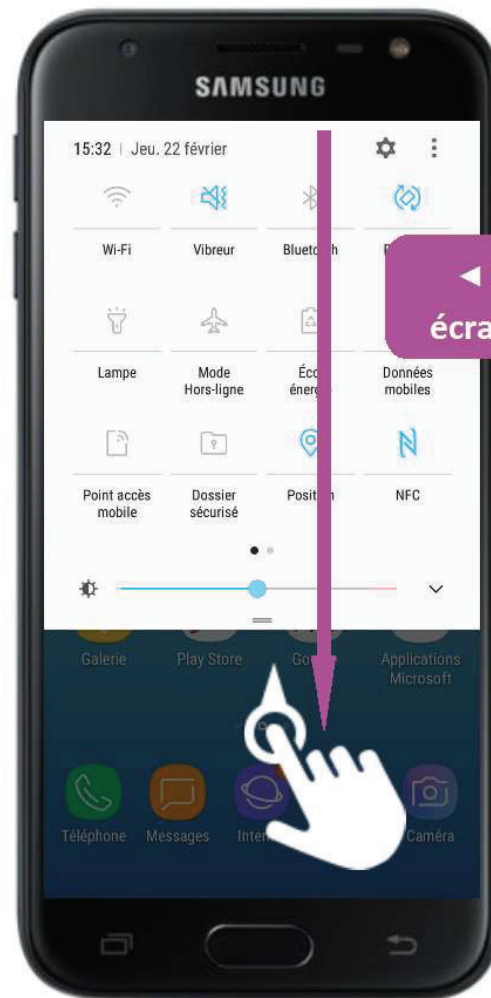 SAMSUNG
15:32 | Jeu. 22 février
Wi-Fi Vibreur
Lampe Mode Hors-ligne Données mobiles
Point accès mobile Dossier sécurisé NFC
Galerie Play Store Applications Microsoft
Téléphone Messages Caméra